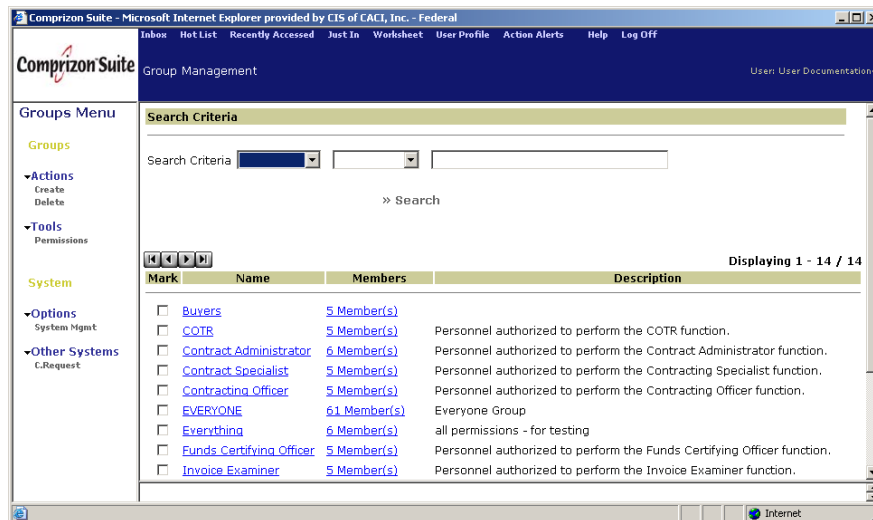 Comprizon Suite - Microsoft Internet Explorer provided by CIS of CACI, Inc. - Federal
Inbox Hot List Recently Accessed Just In Worksheet User Profile Action Alerts Help Log Off
Comprizon Suite
Group Management
User: User Documentation
Groups Menu
Search Criteria
Groups
Search Criteria
Actions
Create
Delete
» Search
Tools
Permissions
Displaying 1 - 14 / 14
Mark Name Members Description
System
Options
System Mgmt
Other Systems
C.Request
Buyers 5 Member(s)
COTR 5 Member(s) Personnel authorized to perform the COTR function.
Contract Administrator 6 Member(s) Personnel authorized to perform the Contract Administrator function.
Contract Specialist 5 Member(s) Personnel authorized to perform the Contracting Specialist function.
Contracting Officer 5 Member(s) Personnel authorized to perform the Contracting Officer function.
EVERYONE 61 Member(s) Everyone Group
Everything 6 Member(s) all permissions - for testing
Funds Certifying Officer 5 Member(s) Personnel authorized to perform the Funds Certifying Officer function.
Invoice Examiner 5 Member(s) Personnel authorized to perform the Invoice Examiner function.
Internet